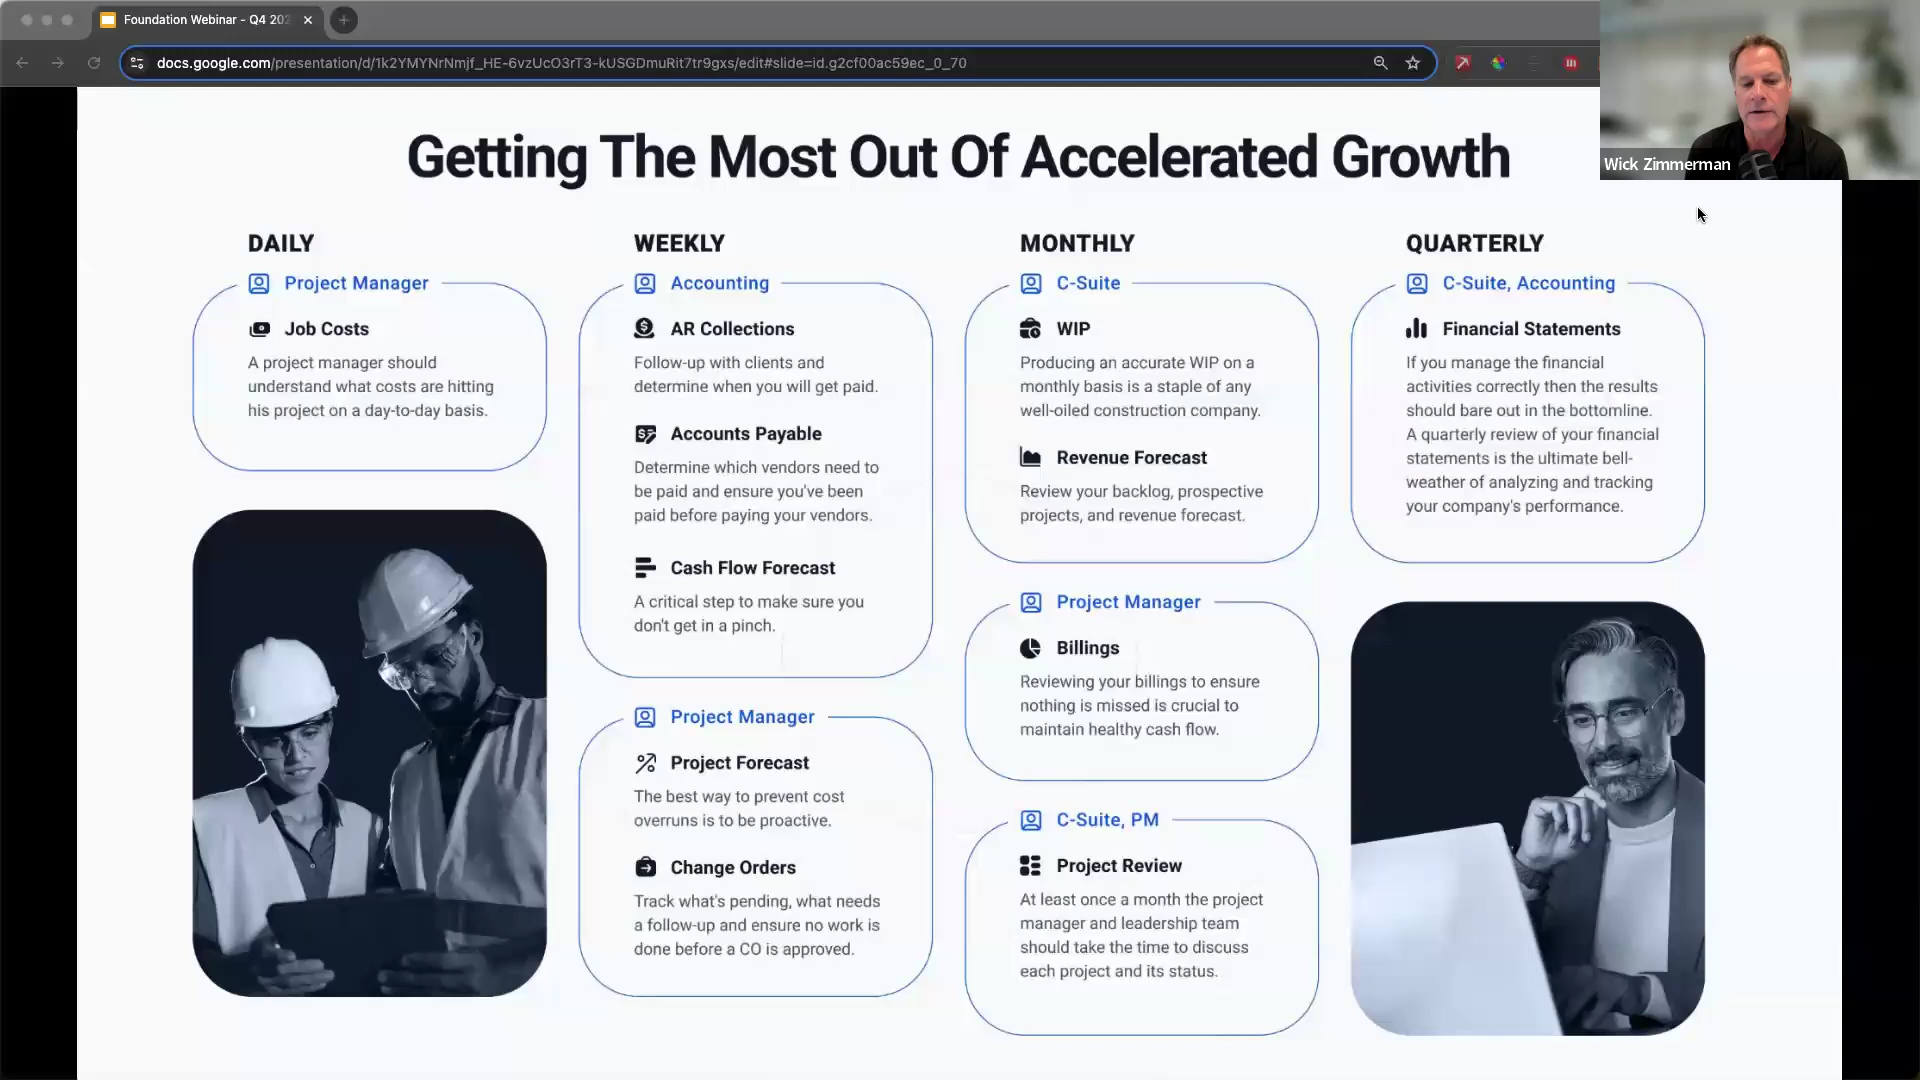 Foundation Webinar - Q4 202
docs.google.com/presentation/d/1k2YMYNrNmjf_HE-6vzUcO3rT3-kUSGDmuRit7tr9gxs/edit#slide=id.g2cf00ac59ec_0_70
Wick Zimmerman
Getting The Most Out Of Accelerated Growth
DAILY
Project Manager
Job Costs
A project manager should
understand what costs are hitting
his project on a day-to-day basis.
WEEKLY
Accounting
AR Collections
Follow-up with clients and
determine when you will get paid.
Accounts Payable
Determine which vendors need to
be paid and ensure you've been
paid before paying your vendors.
Cash Flow Forecast
A critical step to make sure you
don't get in a pinch.
Project Manager
Project Forecast
The best way to prevent cost
overruns is to be proactive.
Change Orders
Track what's pending, what needs
a follow-up and ensure no work is
done before a CO is approved.
MONTHLY
C-Suite
WIP
Producing an accurate WIP on a
monthly basis is a staple of any
well-oiled construction company.
Revenue Forecast
Review your backlog, prospective
projects, and revenue forecast.
Project Manager
Billings
Reviewing your billings to ensure
nothing is missed is crucial to
maintain healthy cash flow.
C-Suite, PM
Project Review
At least once a month the project
manager and leadership team
should take the time to discuss
each project and its status.
QUARTERLY
C-Suite, Accounting
Financial Statements
If you manage the financial
activities correctly then the results
should bare out in the bottomline.
A quarterly review of your financial
statements is the ultimate bell-
weather of analyzing and tracking
your company's performance.